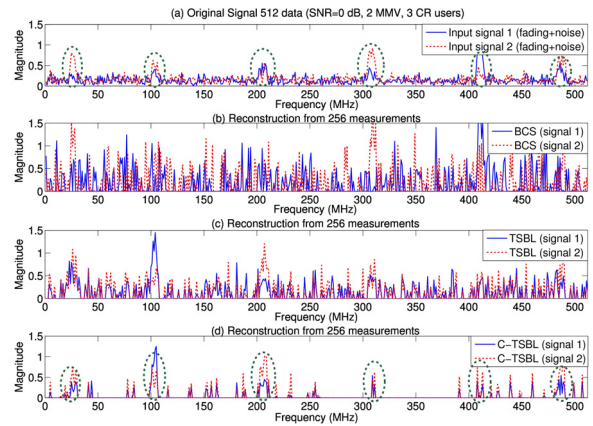 (a) Original Signal 512 data (SNR=0 dB, 2 MMV, 3 CR users)
Magnitude
1.5
1
0.5
0
Input signal 1 (fading+noise)
Input signal 2 (fading+noise)
0 50 100 150 200 250 300 350 400 450 500
Frequency (MHz)
(b) Reconstruction from 256 measurements
Magnitude
1.5
1
0.5
0
BCS (signal 1)
BCS (signal 2)
0 50 100 150 200 250 300 350 400 450 500
Frequency (MHz)
(c) Reconstruction from 256 measurements
Magnitude
1.5
1
0.5
0
TSBL (signal 1)
TSBL (signal 2)
0 50 100 150 200 250 300 350 400 450 500
Frequency (MHz)
(d) Reconstruction from 256 measurements
Magnitude
1.5
1
0.5
0
C-TSBL (signal 1)
C-TSBL (signal 2)
0 50 100 150 200 250 300 350 400 450 500
Frequency (MHz)